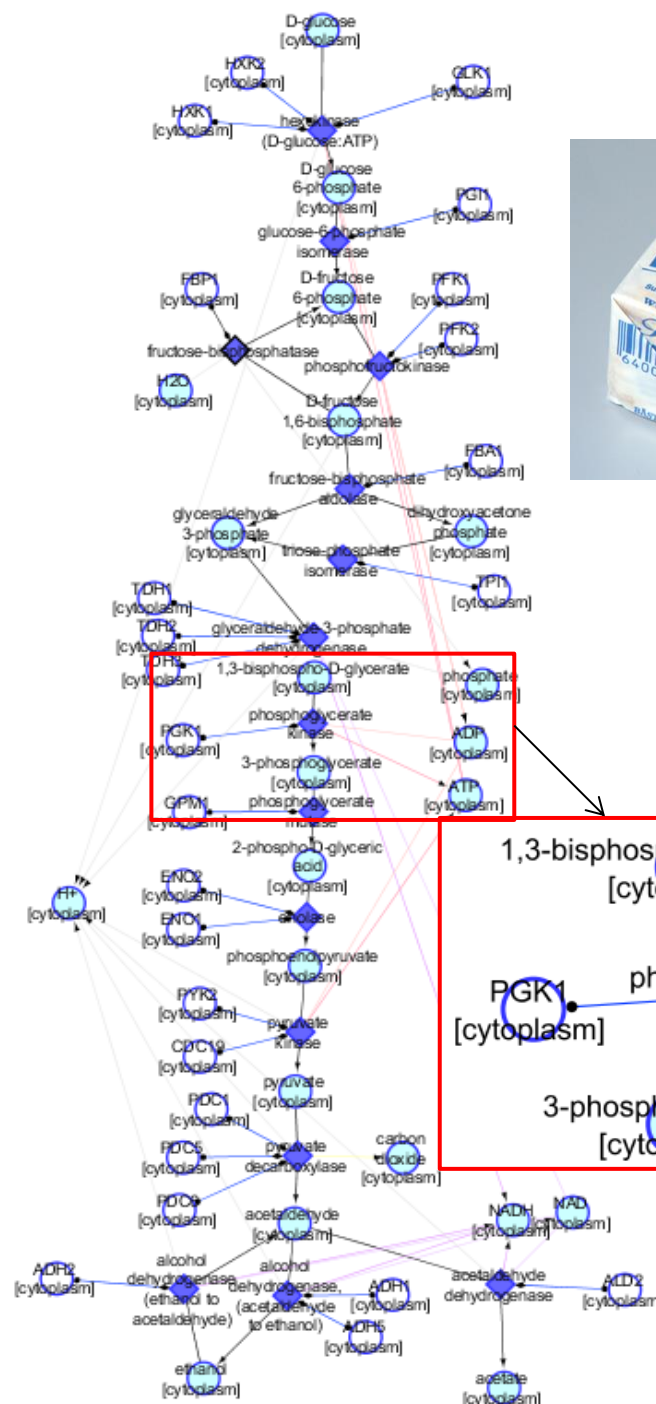 D-glucose
[cytoplasm]
HXK2
[cytoplasm]
GLK1
[cytoplasm]
HXK1
[cytoplasm]
hexokinase
(D-glucose:ATP)
D-glucose
6-phosphate
[cytoplasm]
PGI1
[cytoplasm]
glucose-6-phosphate
isomerase
FBP1
[cytoplasm]
D-fructose
6-phosphate
[cytoplasm]
PFK1
[cytoplasm]
PFK2
[cytoplasm]
fructose-bisphosphatase
phosphofructokinase
H2O
[cytoplasm]
D-fructose
1,6-bisphosphate
[cytoplasm]
6400
FBA1
[cytoplasm]
fructose-bisphosphate
aldolase
glyceraldehyde
3-phosphate
[cytoplasm]
dihydroxyacetone
phosphate
[cytoplasm]
triose-phosphate
isomerase
TPI1
[cytoplasm]
TDH1
[cytoplasm]
TDH2
[cytoplasm]
TDH3
[cytoplasm]
glyceraldehyde-3-phosphate
dehydrogenase
1,3-bisphospho-D-glycerate
[cytoplasm]
phosphate
[cytoplasm]
PGK1
[cytoplasm]
phosphoglycerate
kinase
ADP
[cytoplasm]
3-phosphoglycerate
[cytoplasm]
ATP
[cytoplasm]
GPM1
[cytoplasm]
phosphoglycerate
mutase
2-phospho-D-glyceric
acid
[cytoplasm]
1,3-bisphosp
[cyto
H+
[cytoplasm]
ENO2
[cytoplasm]
ENO1
[cytoplasm]
enolase
phosphoenolpyruvate
[cytoplasm]
PGK1
[cytoplasm]
ph
PYK2
[cytoplasm]
CDC19
[cytoplasm]
pyruvate
kinase
pyruvate
[cytoplasm]
3-phosph
[cyto
PDC1
[cytoplasm]
PDC5
[cytoplasm]
PDC6
[cytoplasm]
pyruvate
decarboxylase
carbon
dioxide
[cytoplasm]
acetaldehyde
[cytoplasm]
NADH
[cytoplasm]
NAD
[cytoplasm]
ADH2
[cytoplasm]
alcohol
dehydrogenase
(ethanol to
acetaldehyde)
alcohol
dehydrogenase,
(acetaldehyde
to ethanol)
ADH1
[cytoplasm]
ADH5
[cytoplasm]
acetaldehyde
dehydrogenase
ALD2
[cytoplasm
ethanol
[cytoplasm]
acetate
[cytoplasm]